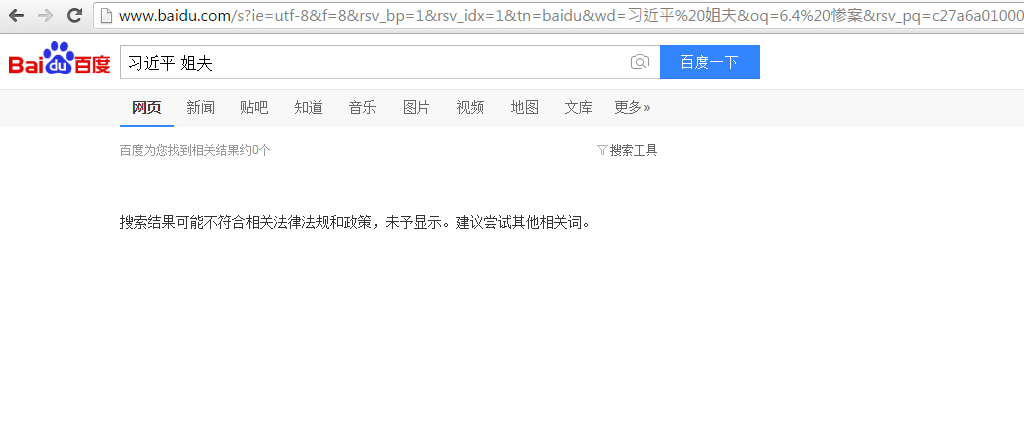 www.baidu.com/s?ie=utf-8&f=8&rsv_bp=1&rsv_idx=1&tn=baidu&wd=习近平%20姐夫&oq=6.4%20惨案&rsv_pq=c27a6a01000
Bai du 百度
习近平 姐夫
百度一下
网页 新闻 贴吧 知道 音乐 图片 视频 地图 文库 更多»
百度为您找到相关结果约0个
搜索工具
搜索结果可能不符合相关法律法规和政策，未予显示。建议尝试其他相关词。